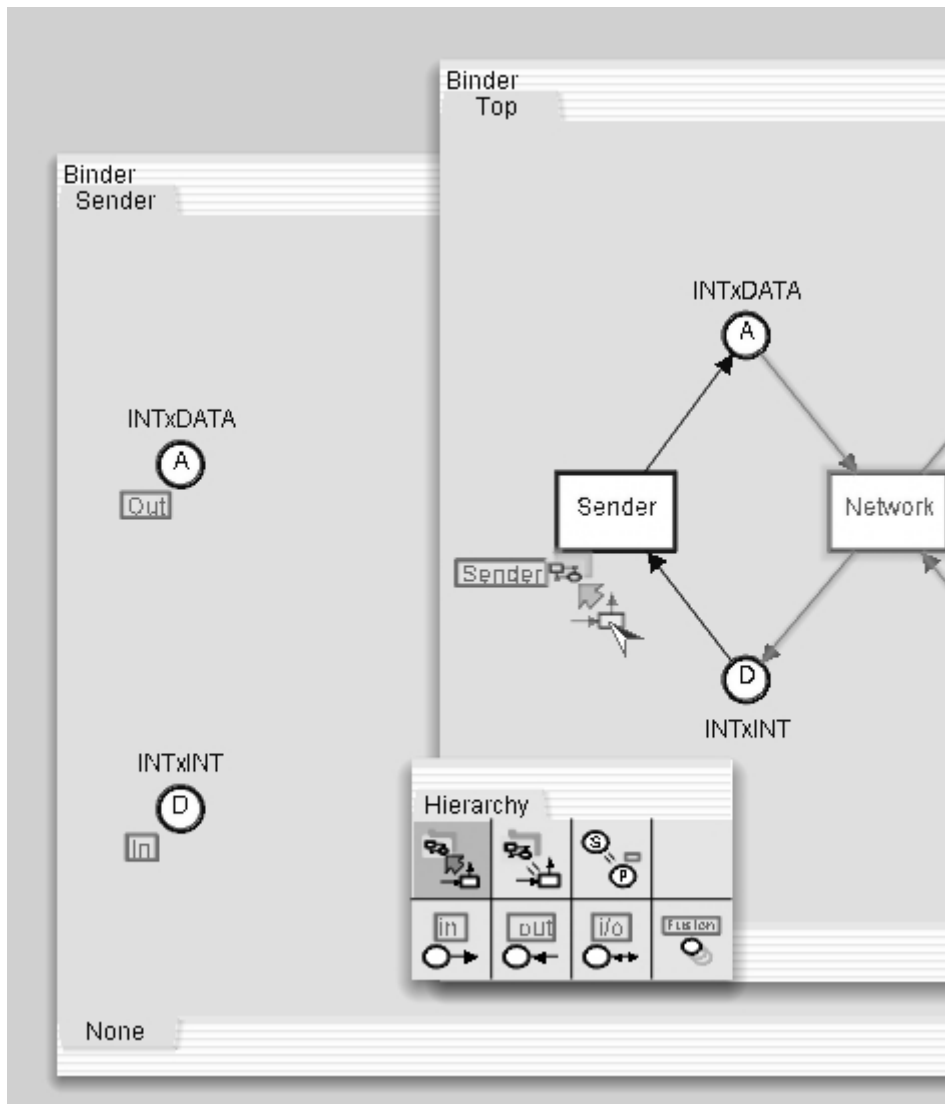 Binder
Top
Binder
Sender
INTxDATA
A
INTxDATA
A
Out
Sender
Network
Sender
D
INTxINT
INTxINT
D
In
Hierarchy
S
P
in
out
i/o
Fusion
None